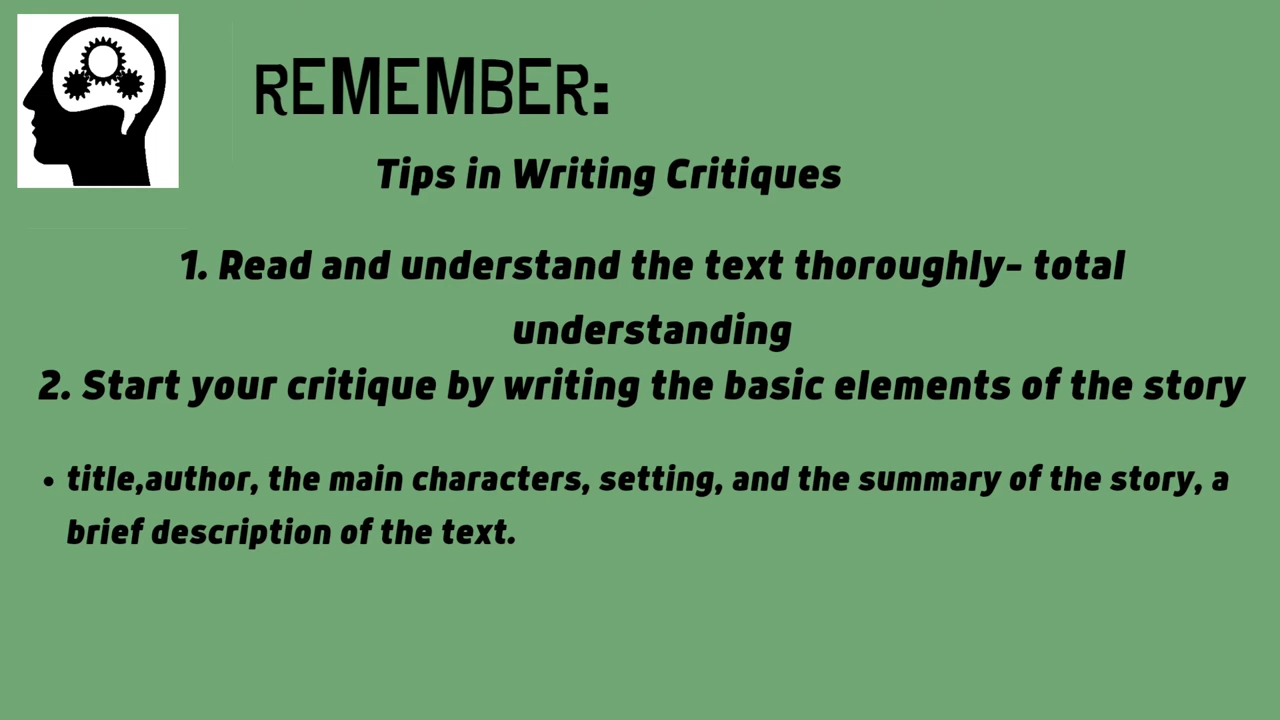 REMEMBER:
Tips in Writing Critiques
1. Read and understand the text thoroughly- total
understanding
2. Start your critique by writing the basic elements of the story
• title,author, the main characters, setting, and the summary of the story, a
brief description of the text.